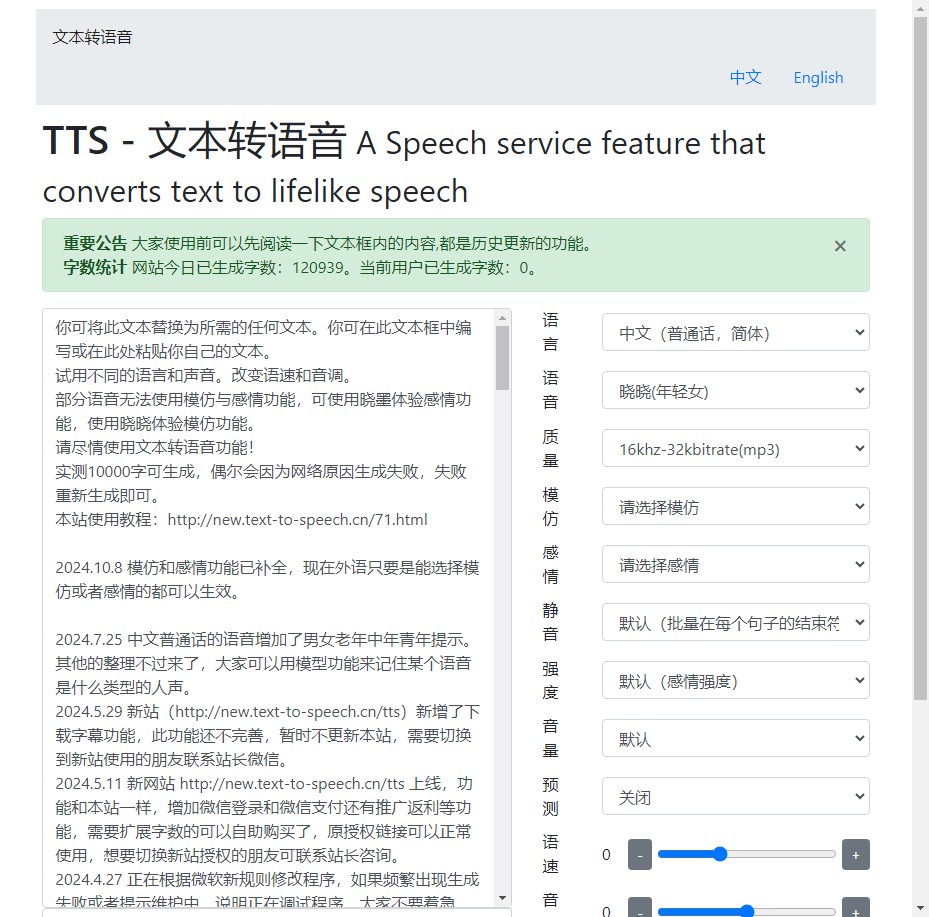 文本转语音
中文 English
TTS - 文本转语音 A Speech service feature that
converts text to lifelike speech
重要公告 大家使用前可以先阅读一下文本框内的内容,都是历史更新的功能。
×
字数统计 网站今日已生成字数：120939。当前用户已生成字数：0。
你可将此文本替换为所需的任何文本。你可在此文本框中编
写或在此处粘贴你自己的文本。
试用不同的语言和声音。改变语速和音调。
部分语音无法使用模仿与感情功能，可使用晓墨体验感情功
能，使用晓晓体验模仿功能。
请尽情使用文本转语音功能！
实测10000字可生成，偶尔会因为网络原因生成失败，失败
重新生成即可。
本站使用教程：http://new.text-to-speech.cn/71.html
2024.10.8 模仿和感情功能已补全，现在外语只要是能选择模
仿或者感情的都可以生效。
2024.7.25 中文普通话的语音增加了男女老年中年青年提示。
其他的整理不过来了，大家可以用模型功能来记住某个语音
是什么类型的人声。
2024.5.29 新站（http://new.text-to-speech.cn/tts）新增了下
载字幕功能，此功能还不完善，暂时不更新本站，需要切换
到新站使用的朋友联系站长微信。
2024.5.11 新网站 http://new.text-to-speech.cn/tts 上线，功
能和本站一样，增加微信登录和微信支付还有推广返利等功
能，需要扩展字数的可以自助购买了，原授权链接可以正常
使用，想要切换新站授权的朋友可联系站长咨询。
2024.4.27 正在根据微软新规则修改程序，如果频繁出现生成
失败或者提示维护中，说明正在调试程序，大家不要着急
语
言
中文（普通话，简体）
语
音
晓晓(年轻女)
质
量
16khz-32kbitrate(mp3)
模
仿
请选择模仿
感
情
请选择感情
静
音
默认（批量在每个句子的结束符
强
度
默认（感情强度）
音
量
默认
预
测
关闭
语
速
0 - +
音
0 - +